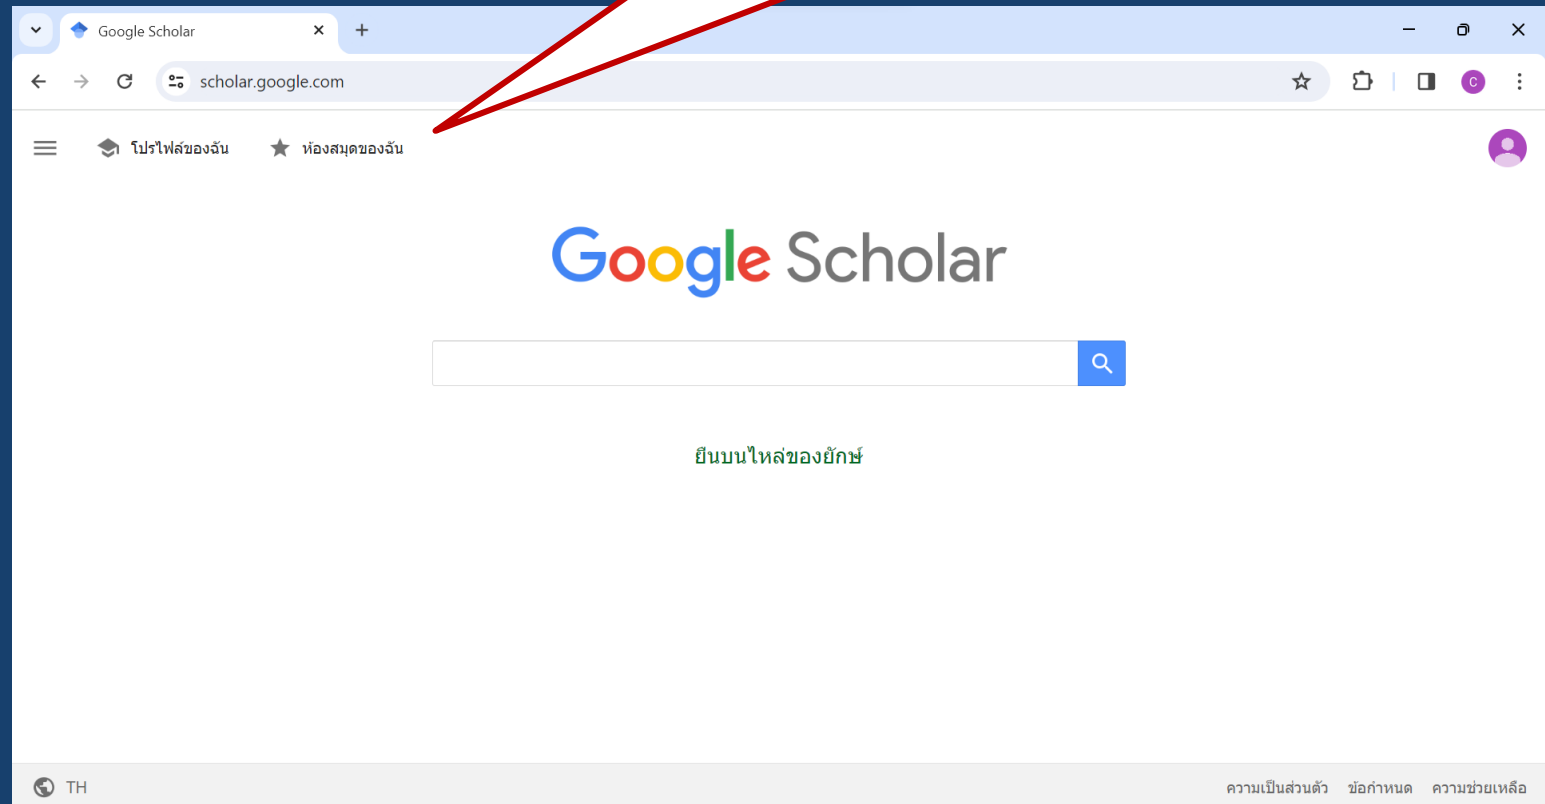 Google Scholar
scholar.google.com
C
โปรไฟล์ของฉัน ห้องสมุดของฉัน
Google Scholar
ยืนบนไหล่ของยักษ์
TH
ความเป็นส่วนตัว ข้อกำหนด ความช่วยเหลือ